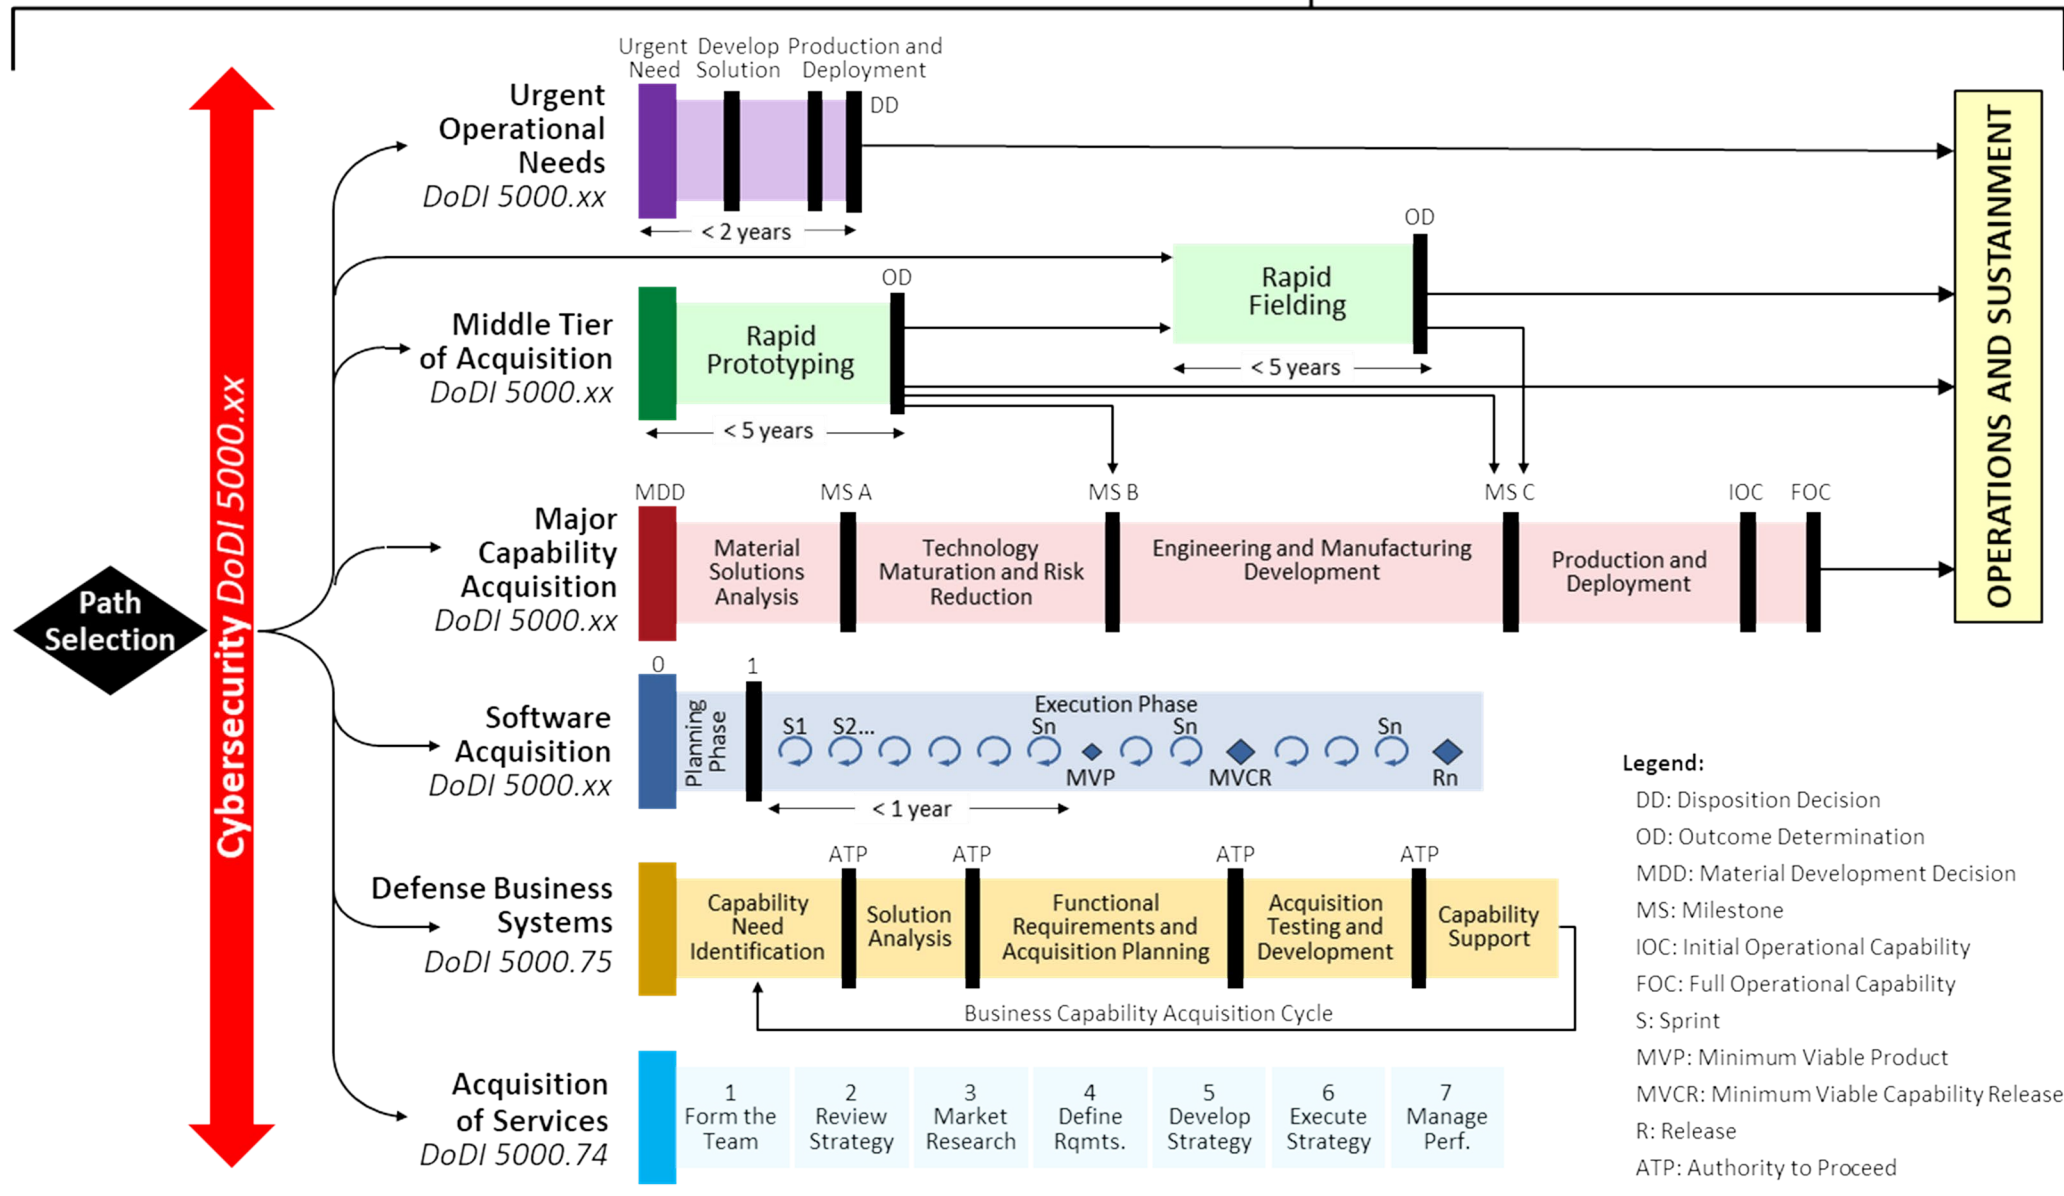 Urgent
Need
Develop
Solution
Production and
Deployment
Urgent
Operational
Needs
DoDI 5000.xx
DD
< 2 years
OD
Rapid
Fielding
< 5 years
Middle Tier
of Acquisition
DoDI 5000.xx
OD
Rapid
Prototyping
< 5 years
OPERATIONS AND SUSTAINMENT
Path
Selection
Cybersecurity DoDI 5000.xx
Major
Capability
Acquisition
DoDI 5000.xx
MDD
MS A
MS B
MS C
IOC
FOC
Material
Solutions
Analysis
Technology
Maturation and Risk
Reduction
Engineering and Manufacturing
Development
Production and
Deployment
Software
Acquisition
DoDI 5000.xx
0
1
Planning
Phase
Execution Phase
S1
S2...
Sn
Sn
Sn
MVP
MVCR
Rn
< 1 year
Defense Business
Systems
DoDI 5000.75
ATP
ATP
ATP
ATP
Capability
Need
Identification
Solution
Analysis
Functional
Requirements and
Acquisition Planning
Acquisition
Testing and
Development
Capability
Support
Business Capability Acquisition Cycle
Acquisition
of Services
DoDI 5000.74
1
Form the
Team
2
Review
Strategy
3
Market
Research
4
Define
Rqmts.
5
Develop
Strategy
6
Execute
Strategy
7
Manage
Perf.
Legend:
DD: Disposition Decision
OD: Outcome Determination
MDD: Material Development Decision
MS: Milestone
IOC: Initial Operational Capability
FOC: Full Operational Capability
S: Sprint
MVP: Minimum Viable Product
MVCR: Minimum Viable Capability Release
R: Release
ATP: Authority to Proceed